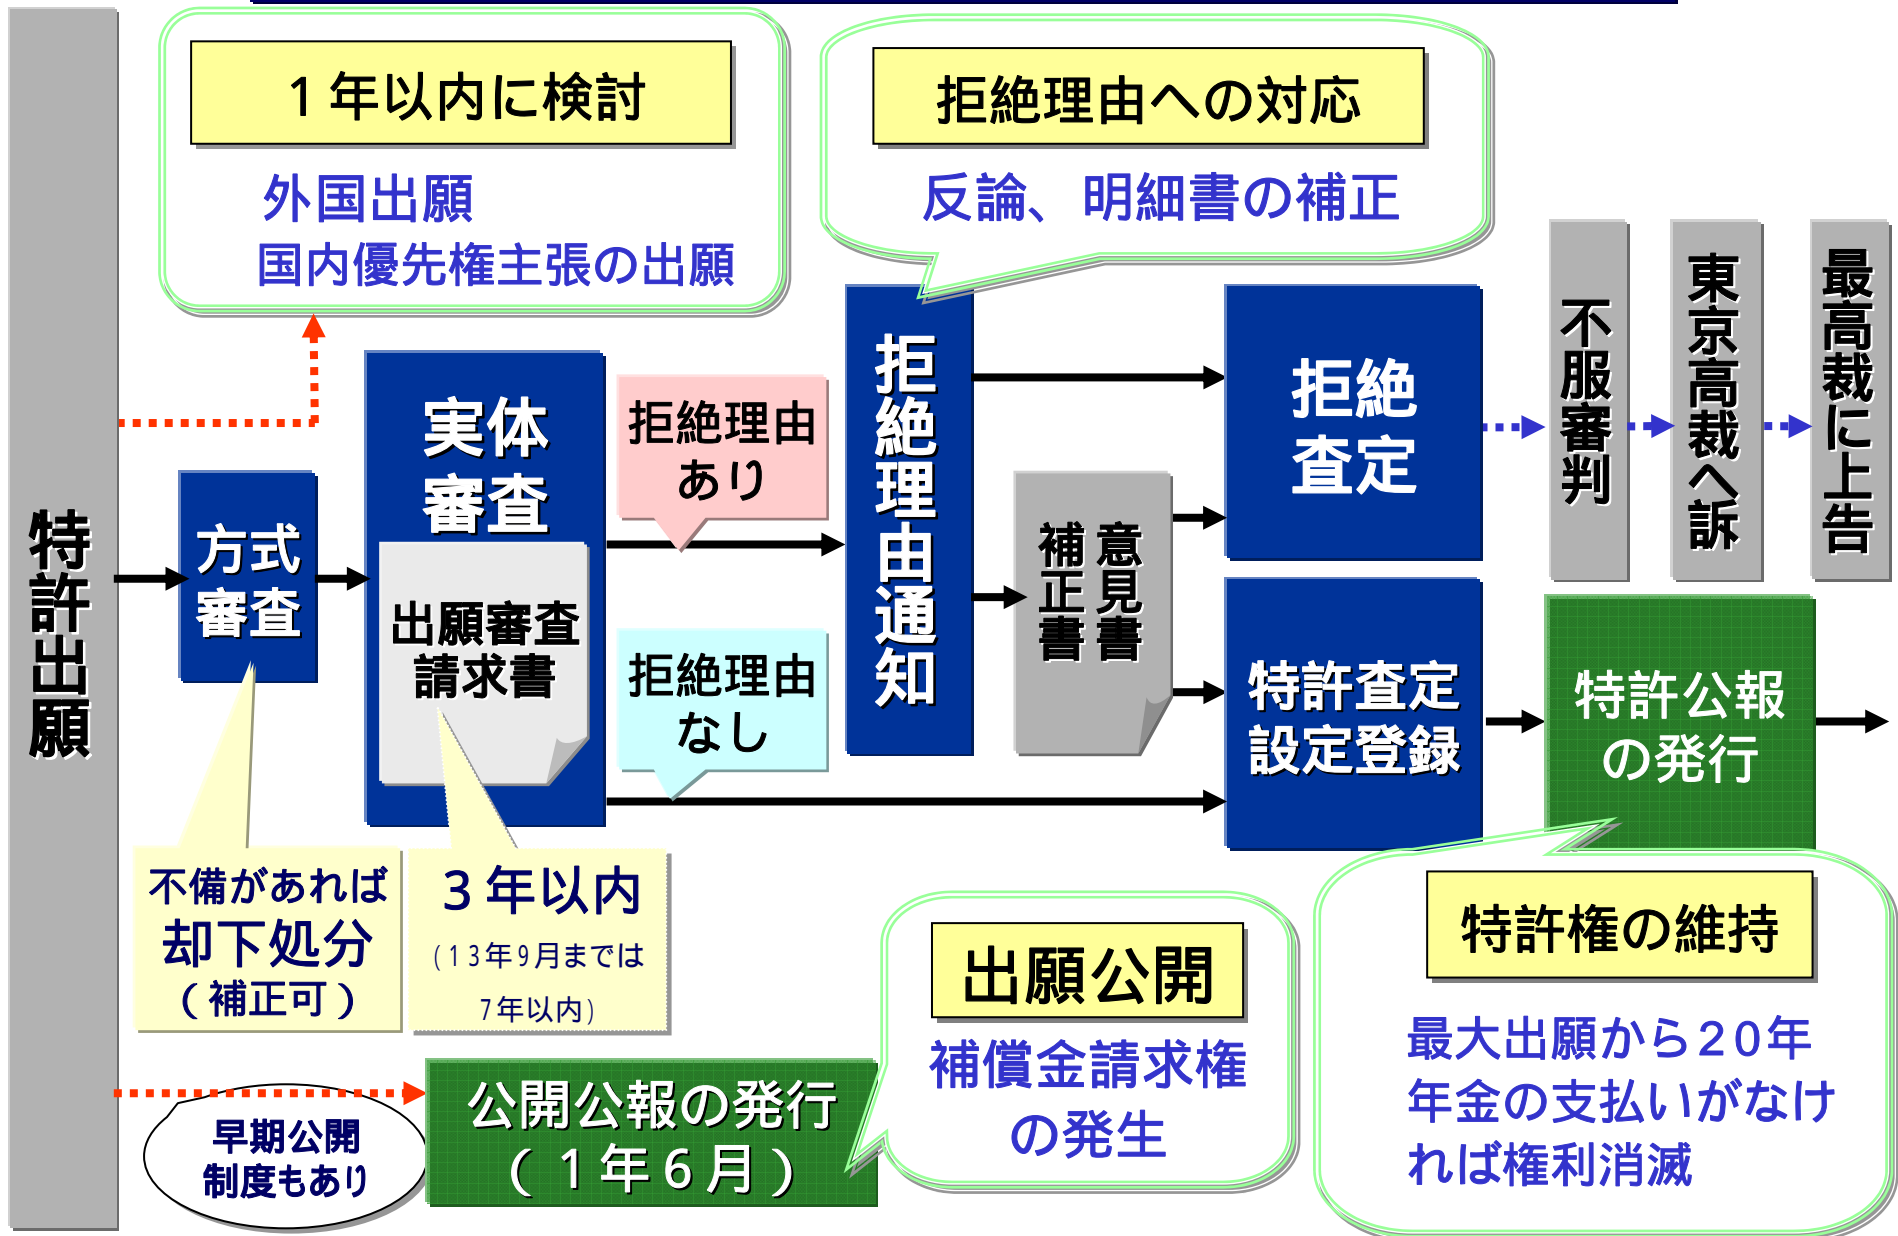 特許出願
１年以内に検討
外国出願
国内優先権主張の出願
拒絶理由への対応
反論、明細書の補正
方式
審査
実体
審査
出願審査
請求書
拒絶理由
あり
拒絶理由
なし
拒絶理由通知
意見書
補正書
拒絶
査定
特許査定
設定登録
不服審判
東京高裁へ訴
最高裁に上告
特許公報
の発行
不備があれば
却下処分
（補正可）
３年以内
（13年9月までは
7年以内）
早期公開
制度もあり
公開公報の発行
（１年６月）
出願公開
補償金請求権
の発生
特許権の維持
最大出願から２０年
年金の支払いがなけ
れば権利消滅